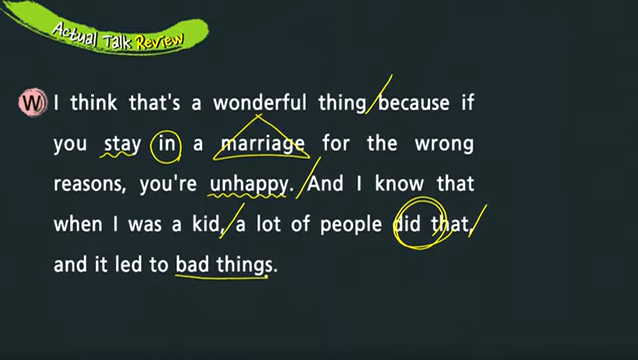 Actual Talk Review
W I think that's a wonderful thing because if
you stay in a marriage for the wrong
reasons, you're unhappy. And I know that
when I was a kid, a lot of people did that,
and it led to bad things.